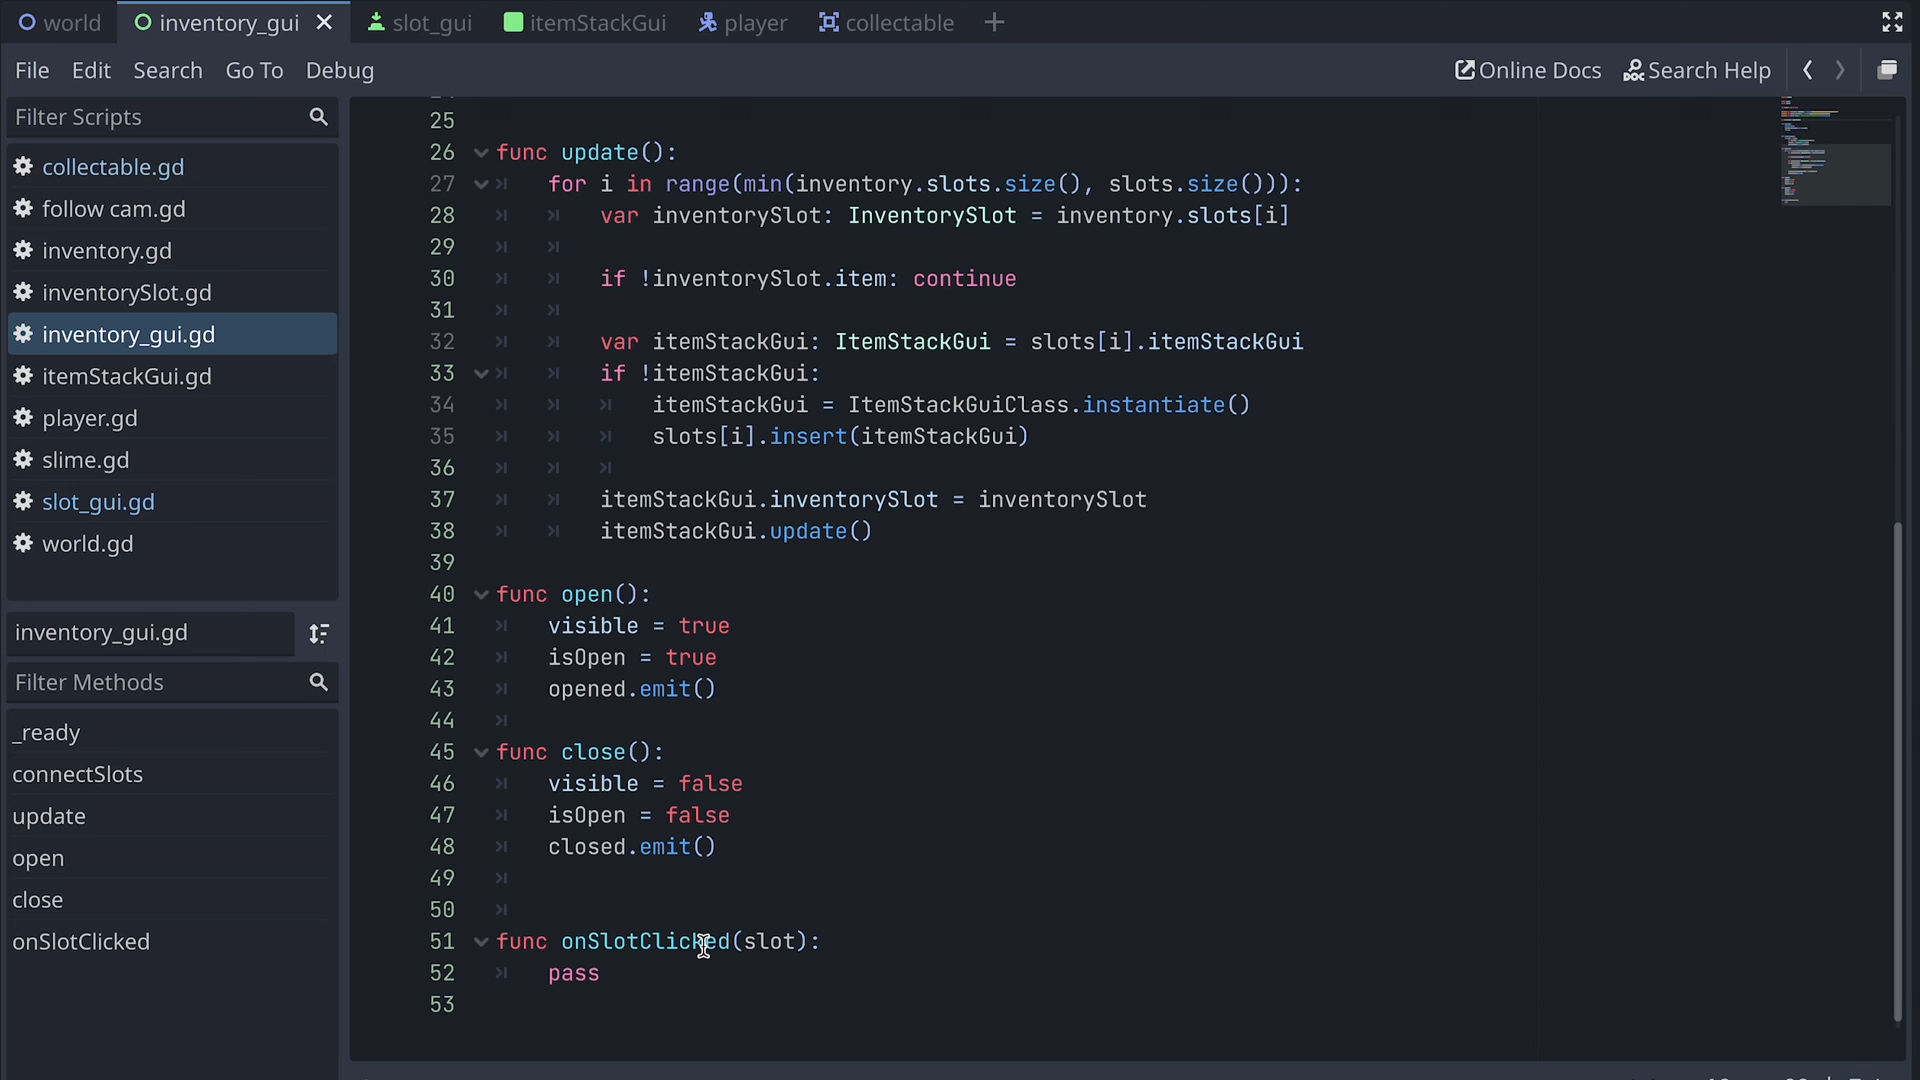 world inventory_gui slot_gui itemStackGui player collectable
File Edit Search Go To Debug Online Docs Search Help
Filter Scripts
collectable.gd
follow cam.gd
inventory.gd
inventorySlot.gd
inventory_gui.gd
itemStackGui.gd
player.gd
slime.gd
slot_gui.gd
world.gd
inventory_gui.gd
Filter Methods
_ready
connectSlots
update
open
close
onSlotClicked
25
26 func update():
27 for i in range(min(inventory.slots.size(), slots.size())):
28 var inventorySlot: InventorySlot = inventory.slots[i]
29
30 if !inventorySlot.item: continue
31
32 var itemStackGui: ItemStackGui = slots[i].itemStackGui
33 if !itemStackGui:
34 itemStackGui = ItemStackGuiClass.instantiate()
35 slots[i].insert(itemStackGui)
36
37 itemStackGui.inventorySlot = inventorySlot
38 itemStackGui.update()
39
40 func open():
41 visible = true
42 isOpen = true
43 opened.emit()
44
45 func close():
46 visible = false
47 isOpen = false
48 closed.emit()
49
50
51 func onSlotClicked(slot):
52 pass
53